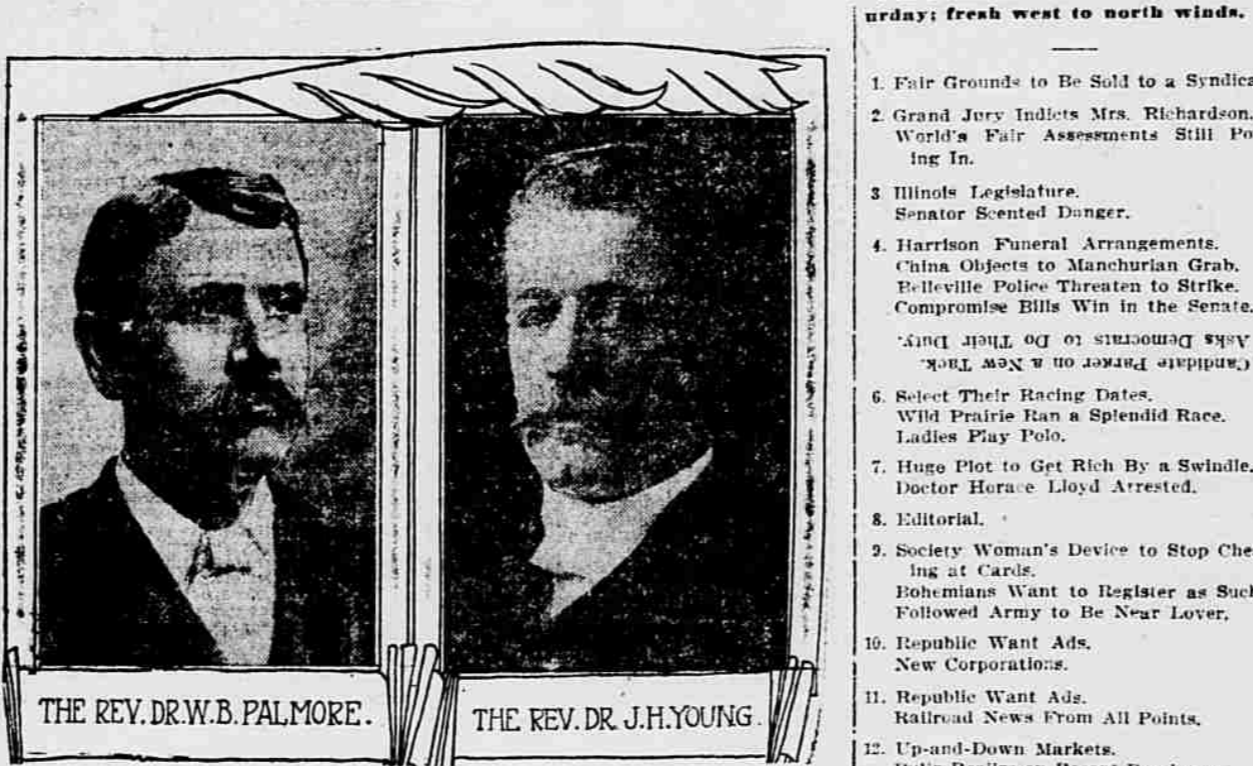 THE REV. DR. W. B. PALMORE.
THE REV. DR. J. H. YOUNG.
urday; fresh west to north winds.
1. Fair Grounds to Be Sold to a Syndica
2. Grand Jury Indicts Mrs. Richardson.
World's Fair Assessments Still Po
ing In.
3. Illinois Legislature.
Senator Scented Danger.
4. Harrison Funeral Arrangements.
China Objects to Manchurian Grab.
Belleville Police Threaten to Strike.
Compromise Bills Win in the Senate.
Candidate Parker on a New Tack.
Asks Democrats to Do Their Duty.
6. Select Their Racing Dates.
Wild Prairie Ran a Splendid Race.
Ladies Play Polo.
7. Huge Plot to Get Rich By a Swindle.
Doctor Horace Lloyd Arrested.
8. Editorial.
9. Society Woman's Device to Stop Che
ing at Cards.
Bohemians Want to Register as Such
Followed Army to Be Near Lover.
10. Republic Want Ads.
New Corporations.
11. Republic Want Ads.
Railroad News From All Points.
12. Up-and-Down Markets.